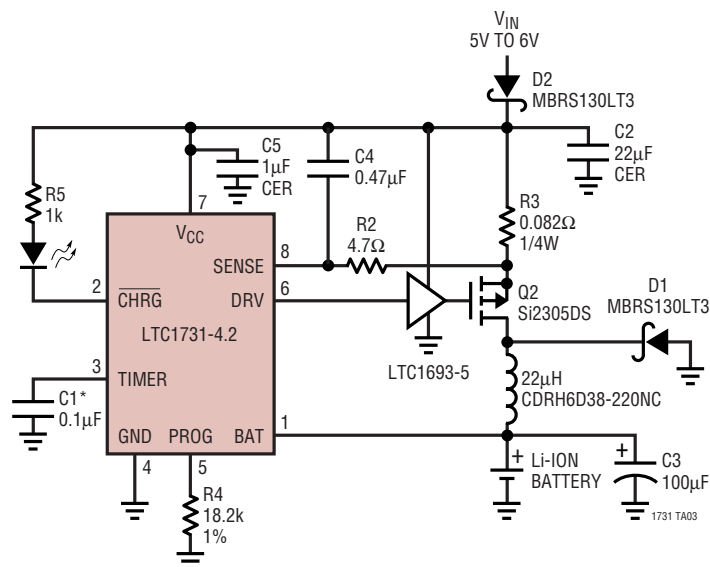 VIN
5V TO 6V
D2
MBRS130LT3
C5
1µF
CER
C4
0.47µF
C2
22µF
CER
R5
1k
7
VCC
R3
0.082Ω
1/4W
R2
4.7Ω
8
SENSE
2
CHRG
6
DRV
Q2
Si2305DS
D1
MBRS130LT3
LTC1731-4.2
LTC1693-5
3
TIMER
22µH
CDRH6D38-220NC
C1*
0.1µF
1
GND
PROG
BAT
4
5
+
Li-ION
BATTERY
+
C3
100µF
R4
18.2k
1%
1731 TA03